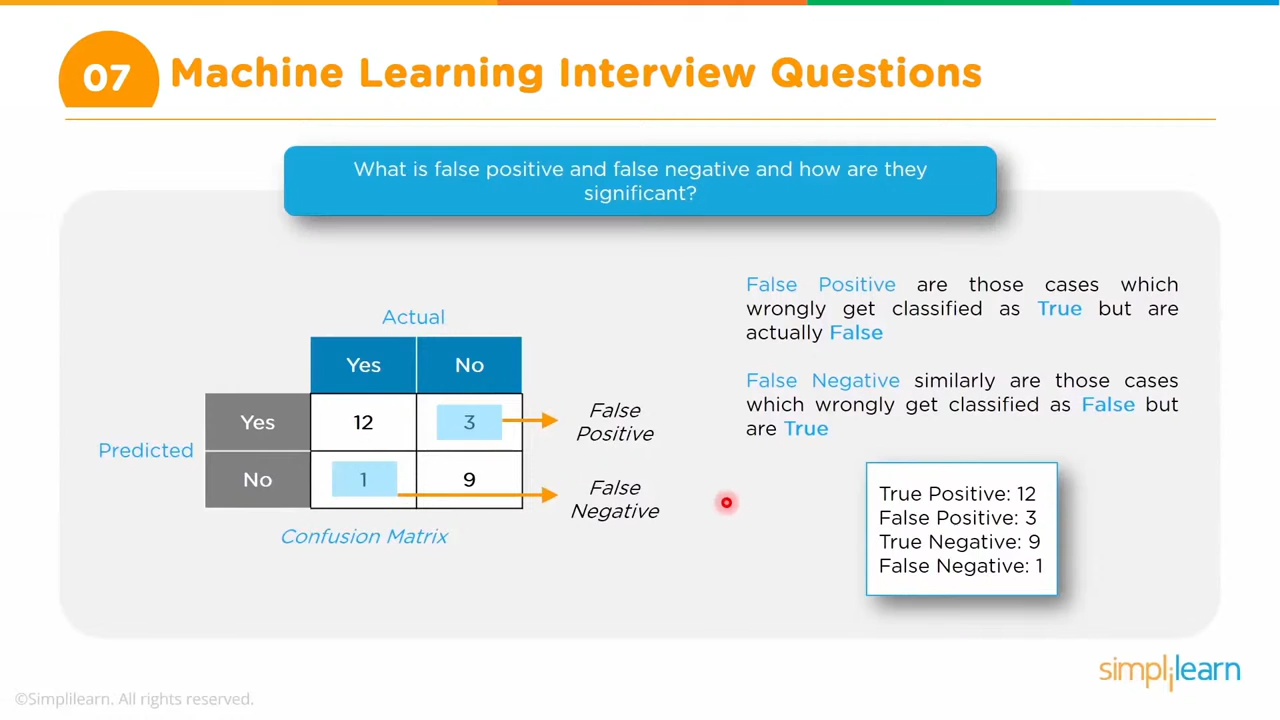 07
Machine Learning Interview Questions
What is false positive and false negative and how are they
significant?
Actual
Yes No
Predicted
Yes 12 3
No 1 9
False
Positive
False
Negative
Confusion Matrix
False Positive are those cases which
wrongly get classified as True but are
actually False
False Negative similarly are those cases
which wrongly get classified as False but
are True
True Positive: 12
False Positive: 3
True Negative: 9
False Negative: 1
simplilearn
©Simplilearn. All rights reserved.